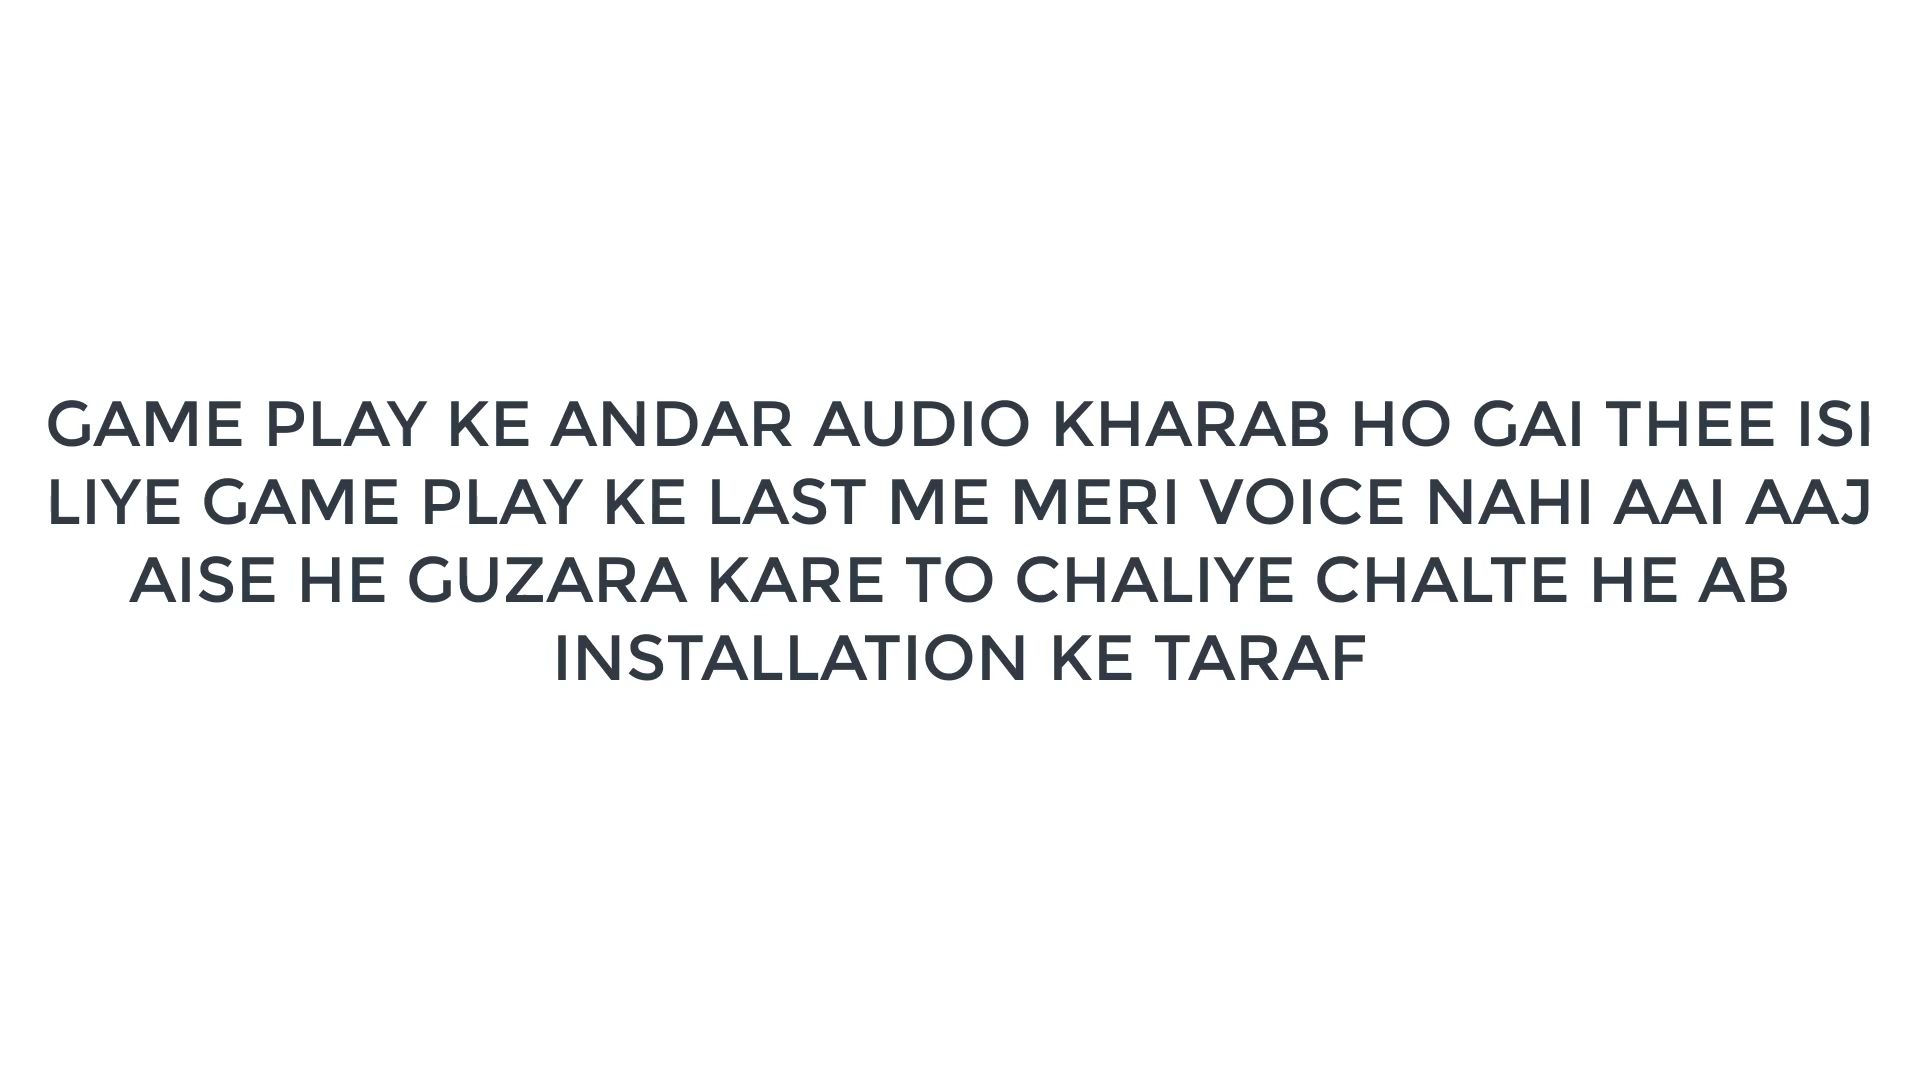 GAME PLAY KE ANDAR AUDIO KHARAB HO GAI THEE ISI
LIYE GAME PLAY KE LAST ME MERI VOICE NAHI AAI AAJ
AISE HE GUZARA KARE TO CHALIYE CHALTE HE AB
INSTALLATION KE TARAF